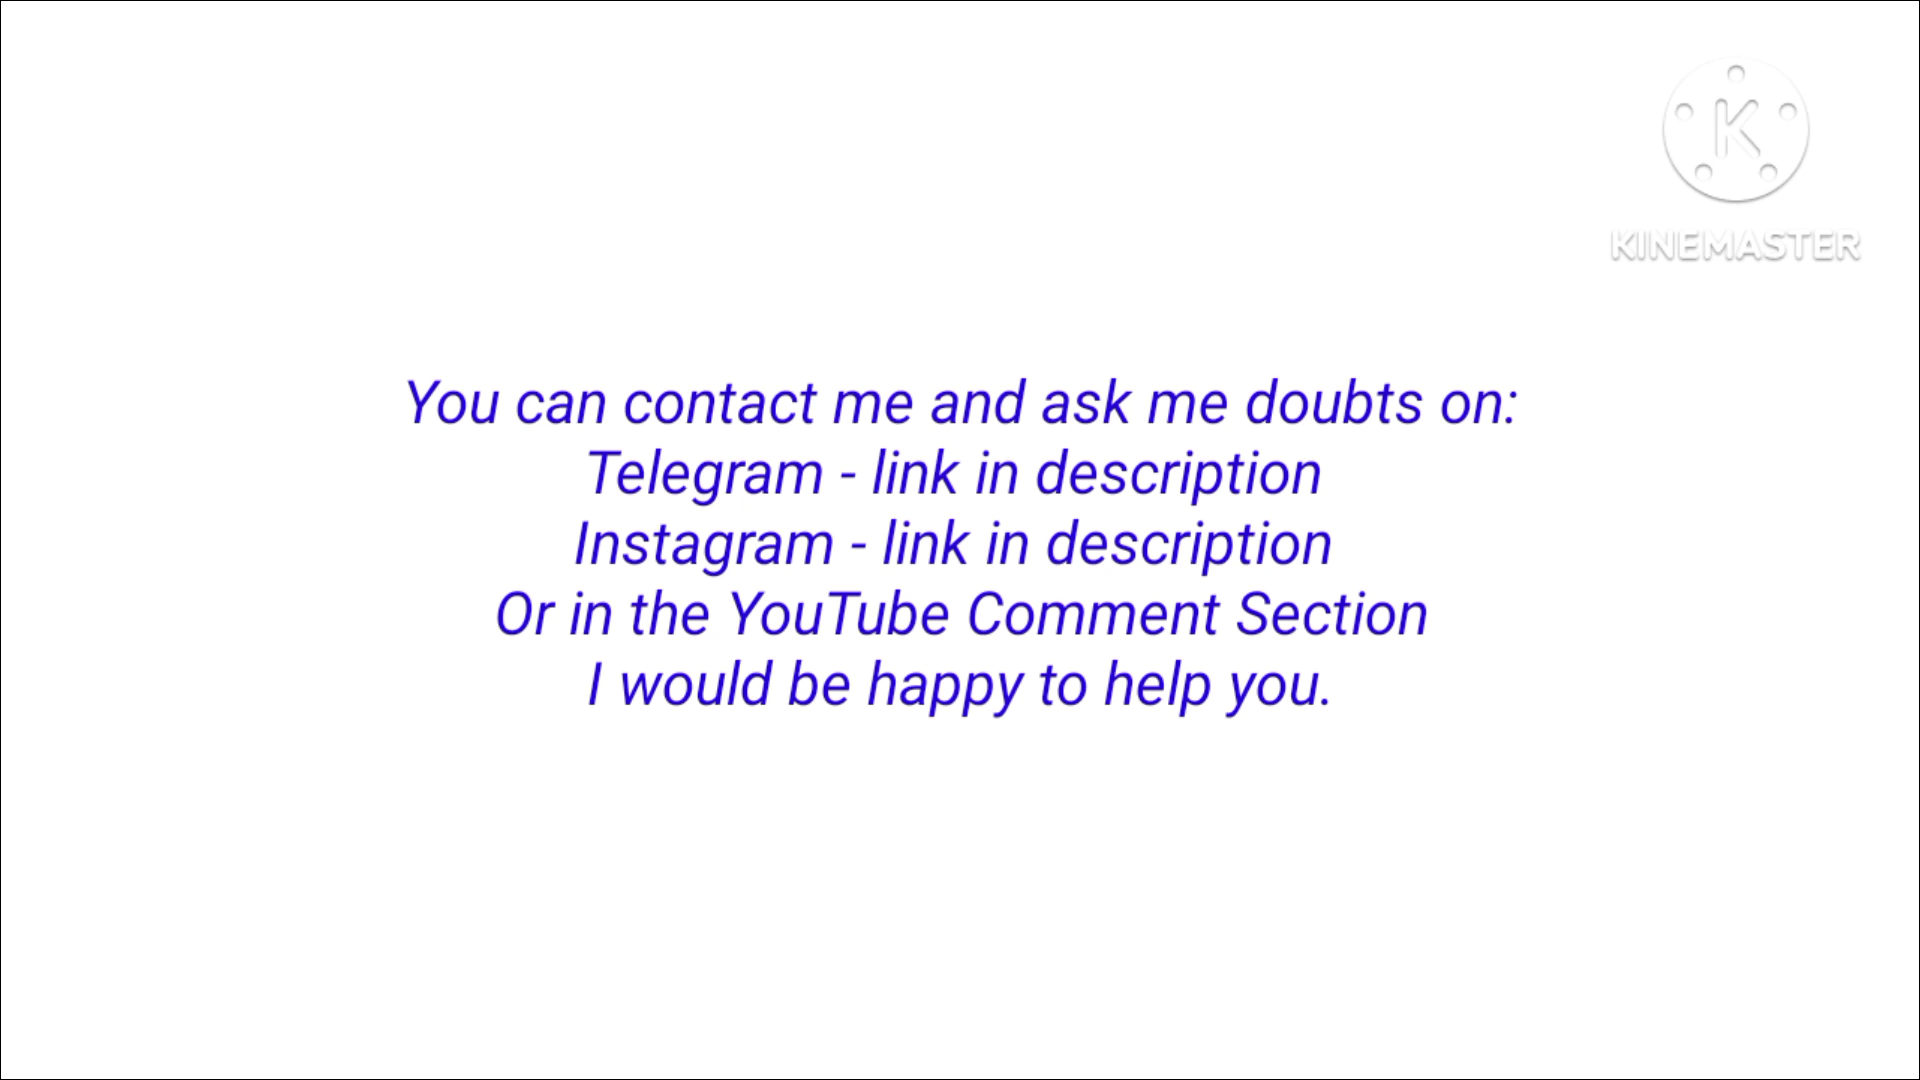 K
KINEMASTER
You can contact me and ask me doubts on:
Telegram - link in description
Instagram - link in description
Or in the YouTube Comment Section
I would be happy to help you.